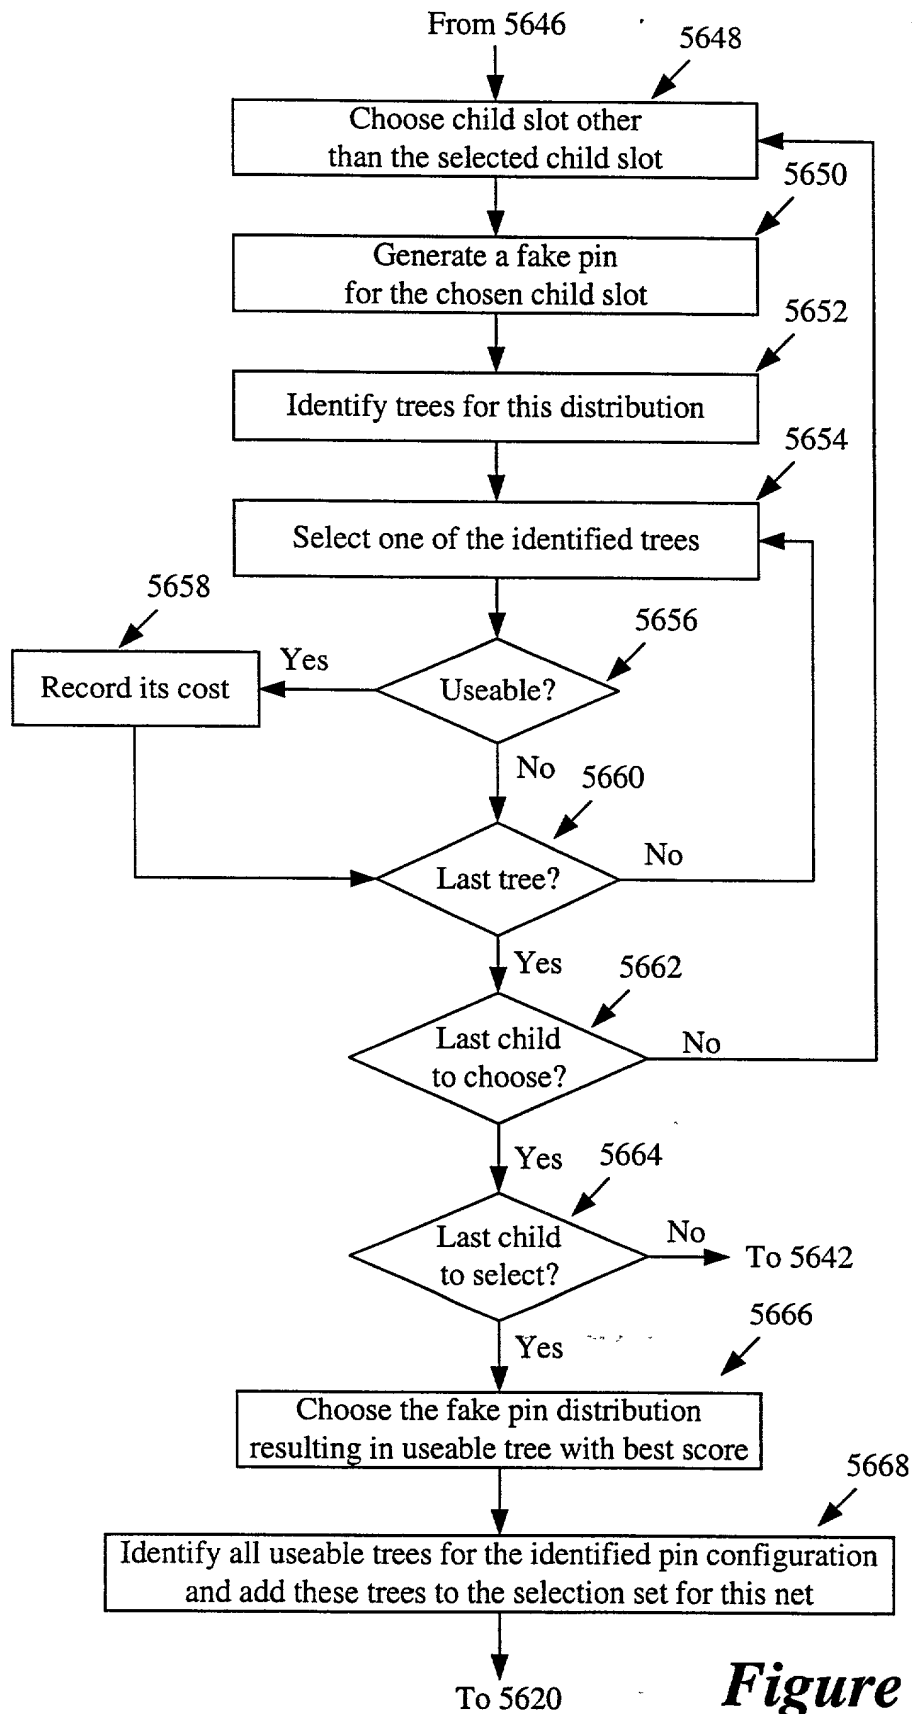 From 5646
5648
Choose child slot other
than the selected child slot
5650
Generate a fake pin
for the chosen child slot
5652
Identify trees for this distribution
5654
Select one of the identified trees
5658
5656
Record its cost
Yes
Useable?
No
5660
Last tree?
No
Yes
5662
Last child
to choose?
No
Yes
5664
Last child
to select?
No
To 5642
5666
Yes
Choose the fake pin distribution
resulting in useable tree with best score
5668
Identify all useable trees for the identified pin configuration
and add these trees to the selection set for this net
To 5620
Figure